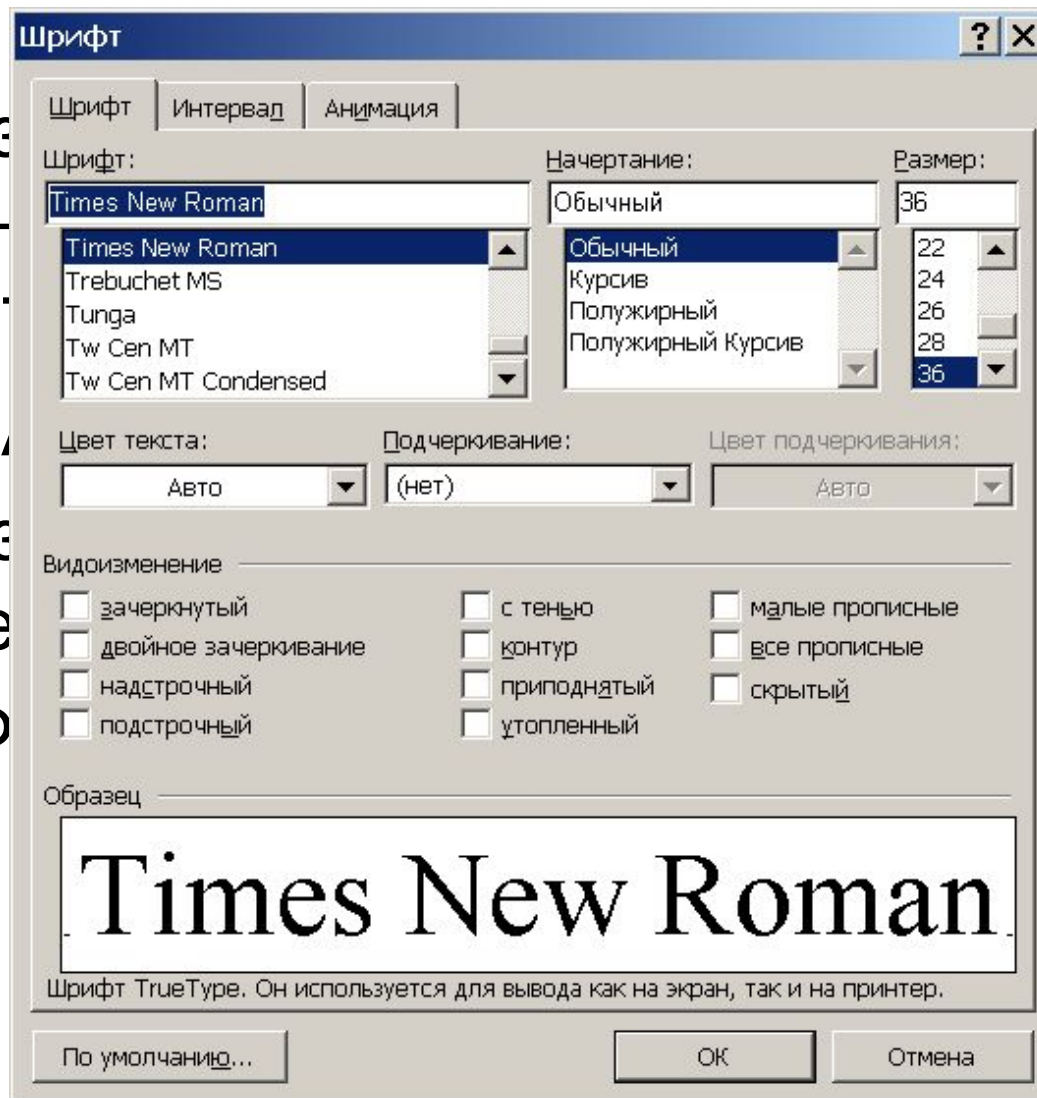 Шрифт
Шрифт Интервал Анимация
Шрифт: Начертание: Размер:
Times New Roman Обычный 36
Times New Roman Обычный 22
Trebuchet MS Курсив 24
Tunga Полужирный 26
Tw Cen MT Полужирный Курсив 28
Tw Cen MT Condensed 36
Цвет текста: Подчеркивание: Цвет подчеркивания:
Авто (нет) Авто
Видоизменение
зачеркнутый с тенью малые прописные
двойное зачеркивание контур все прописные
надстрочный приподнятый скрытый
подстрочный утопленный
Образец
Times New Roman
Шрифт TrueType. Он используется для вывода как на экран, так и на принтер.
По умолчанию... ОК Отмена